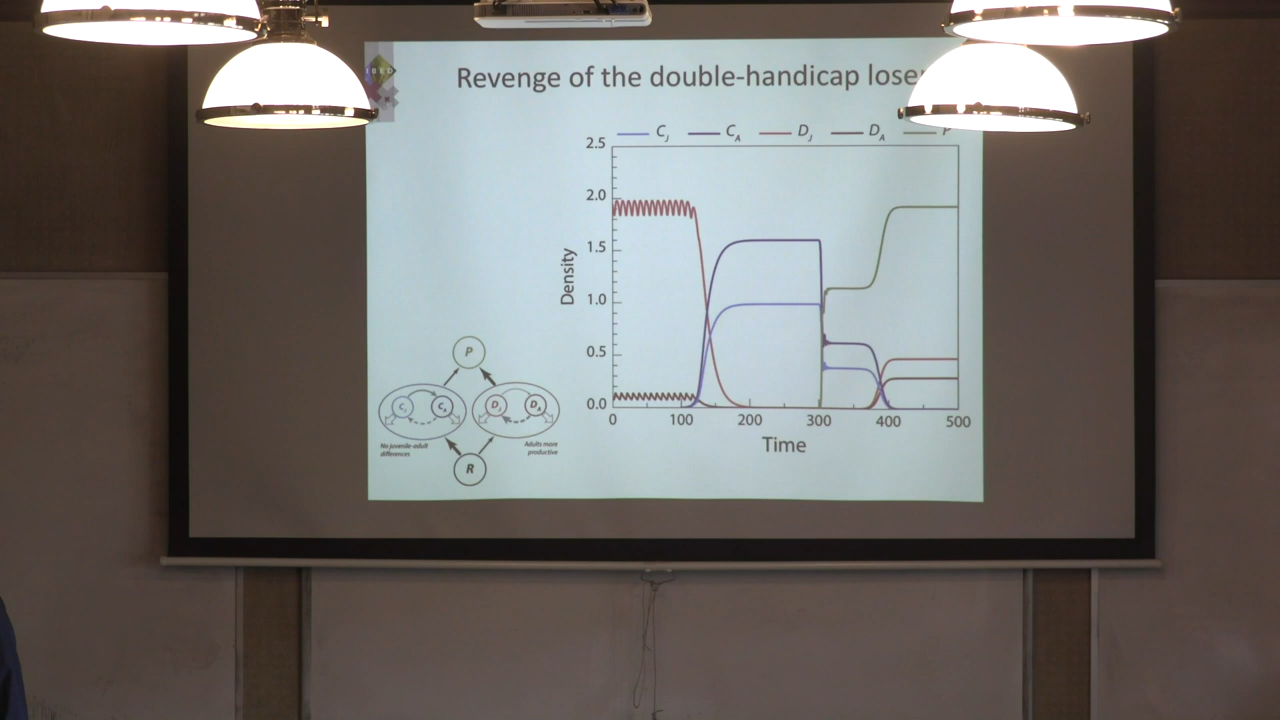 IBED
Revenge of the double-handicap loser
C_J C_A D_J D_A P
2.5
2.0
1.5
1.0
0.5
0.0
Density
0 100 200 300 400 500
Time
P
C_J C_A D_J D_A
No juvenile-adult
differences
Adults more
productive
R